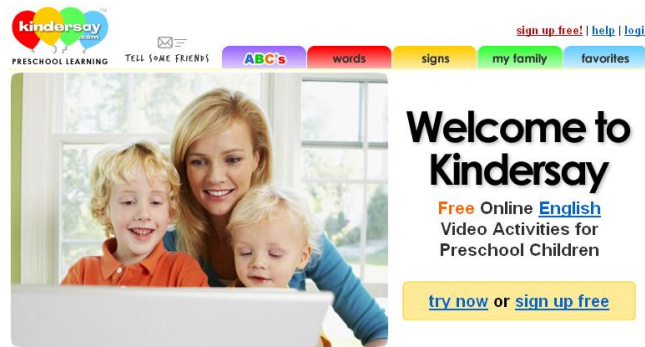 kindersay
.com
PRESCHOOL LEARNING
TELL SOME FRIENDS
sign up free! | help | logi
ABC's
words
signs
my family
favorites
Welcome to
Kindersay
Free Online English
Video Activities for
Preschool Children
try now or sign up free